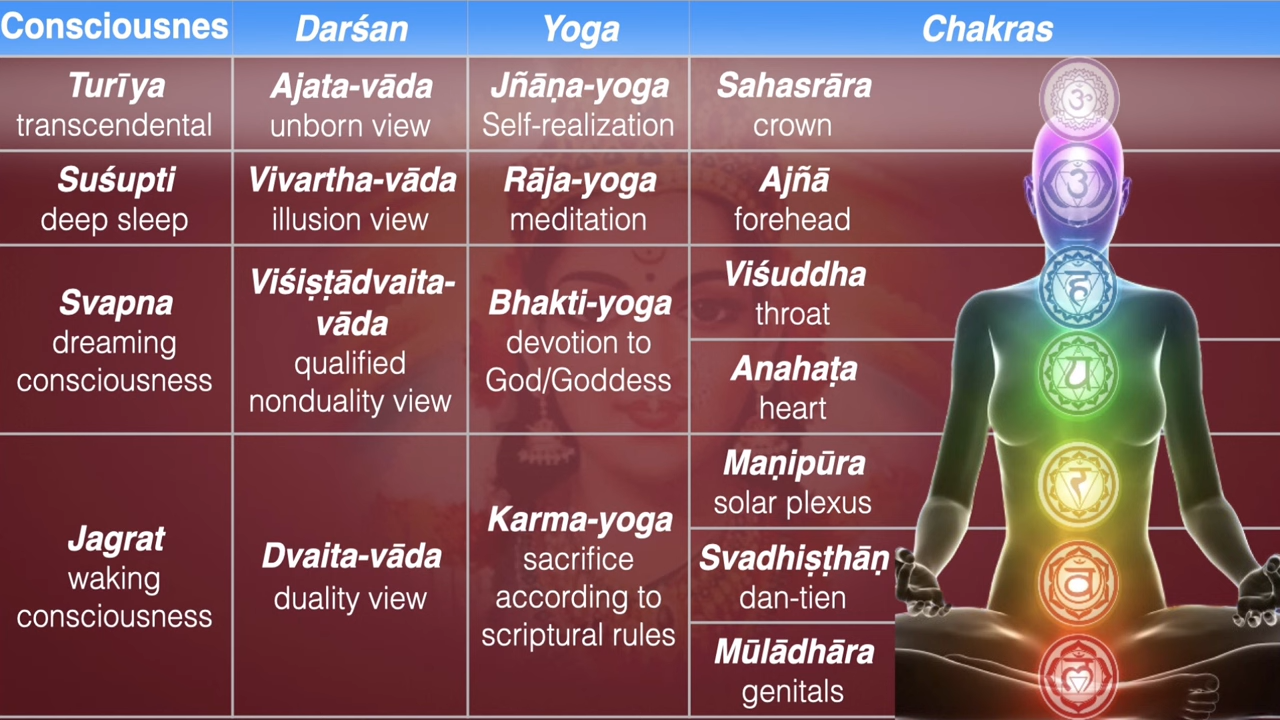 Consciousnes
Darśan
Yoga
Chakras
Turīya
transcendental
Ajata-vāda
unborn view
Jñāṇa-yoga
Self-realization
Sahasrāra
crown
Suśupti
deep sleep
Vivartha-vāda
illusion view
Rāja-yoga
meditation
Ajñā
forehead
Svapna
dreaming
consciousness
Viśiṣṭādvaita-
vāda
qualified
nonduality view
Bhakti-yoga
devotion to
God/Goddess
Viśuddha
throat
Anahaṭa
heart
Jagrat
waking
consciousness
Dvaita-vāda
duality view
Karma-yoga
sacrifice
according to
scriptural rules
Maṇipūra
solar plexus
Svadhiṣṭhāṇ
dan-tien
Mūlādhāra
genitals
ॐ
ॐ
हं
यं
रं
वं
लं